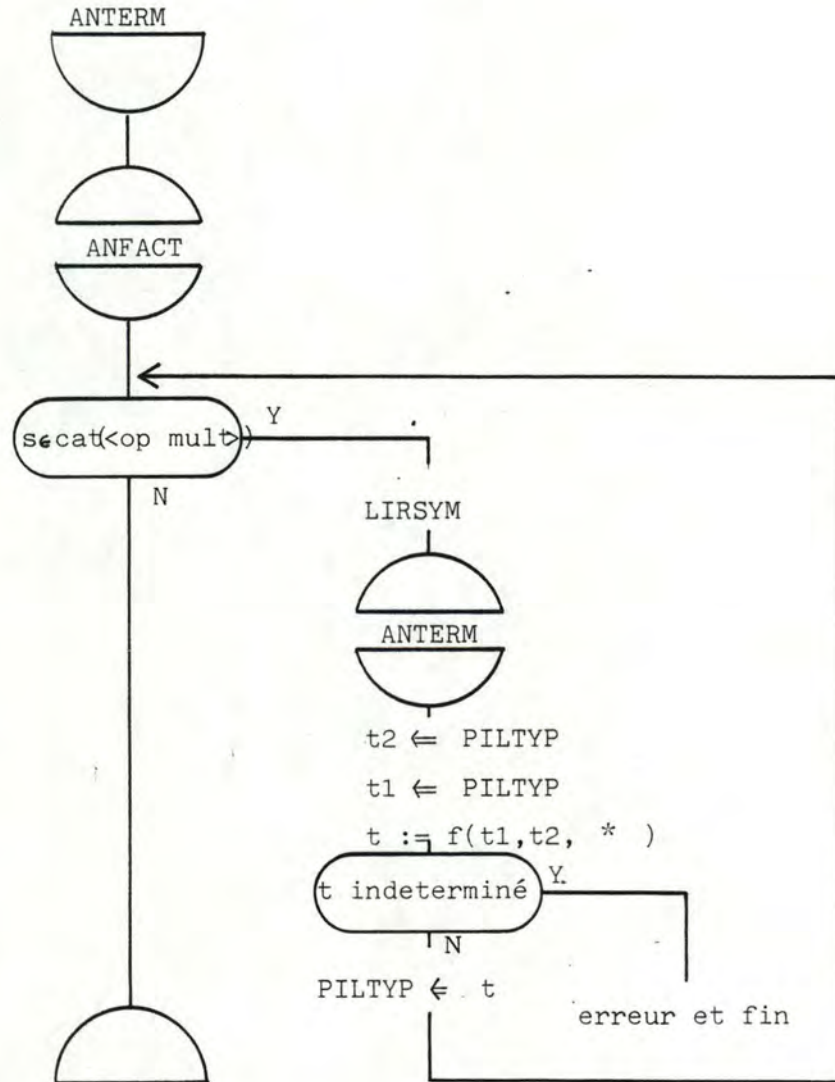 ANTERM
ANFACT
s∈cat(<op mult>)
Y
N
LIRSYM
ANTERM
t2 ⇐ PILTYP
t1 ⇐ PILTYP
t := f(t1,t2, * )
t indeterminé
Y
N
PILTYP ⇐ t
erreur et fin